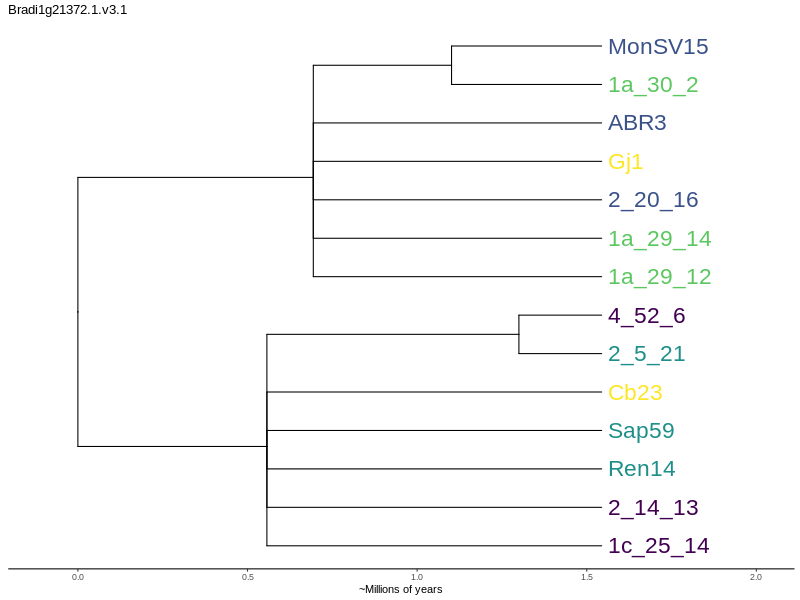 Bradi1g21372.1.v3.1
MonSV15
1a_30_2
ABR3
Gj1
2_20_16
1a_29_14
1a_29_12
4_52_6
2_5_21
Cb23
Sap59
Ren14
2_14_13
1c_25_14
0.0 0.5 1.0 1.5 2.0
~Millions of years